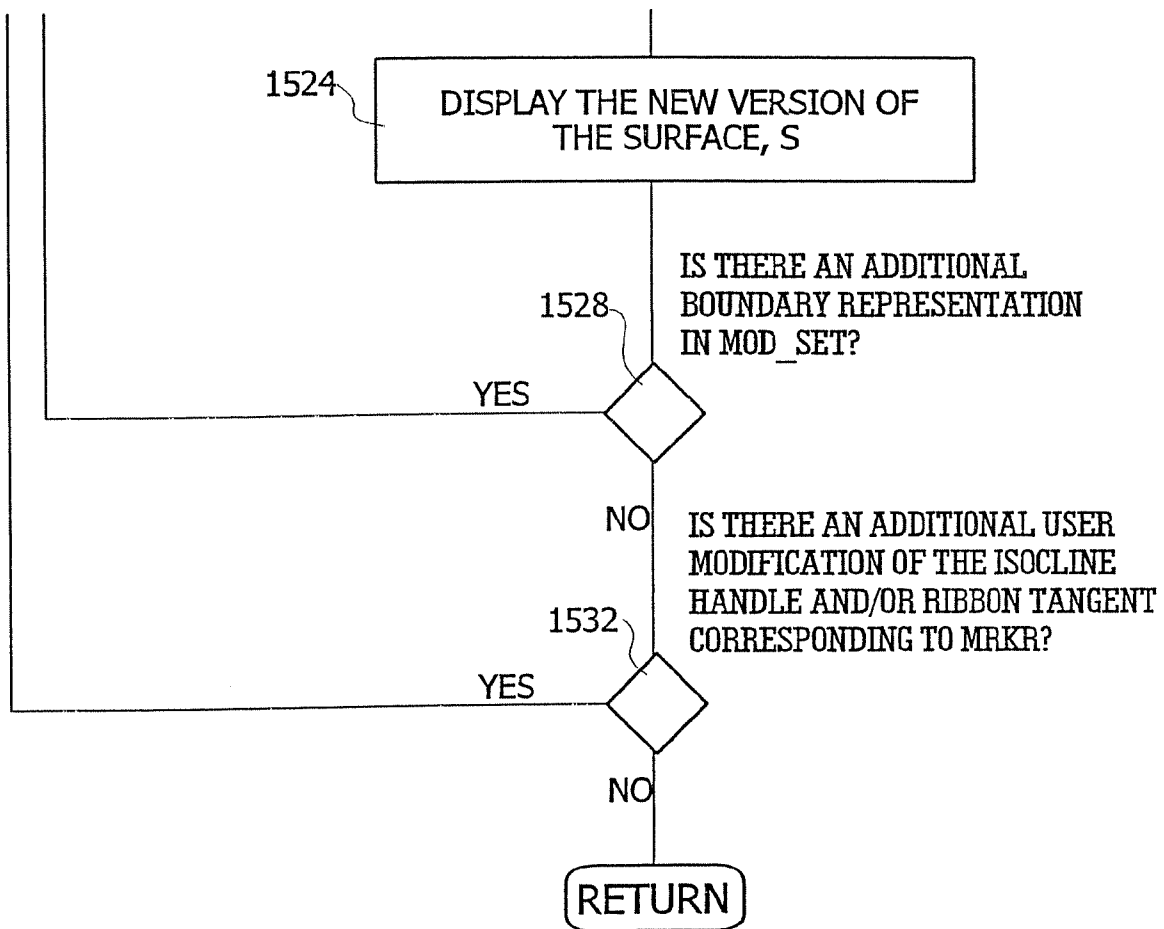 1524
DISPLAY THE NEW VERSION OF
THE SURFACE, S
IS THERE AN ADDITIONAL
BOUNDARY REPRESENTATION
IN MOD_SET?
1528
YES
NO
IS THERE AN ADDITIONAL USER
MODIFICATION OF THE ISOCLINE
HANDLE AND/OR RIBBON TANGENT
CORRESPONDING TO MRKR?
1532
YES
NO
RETURN